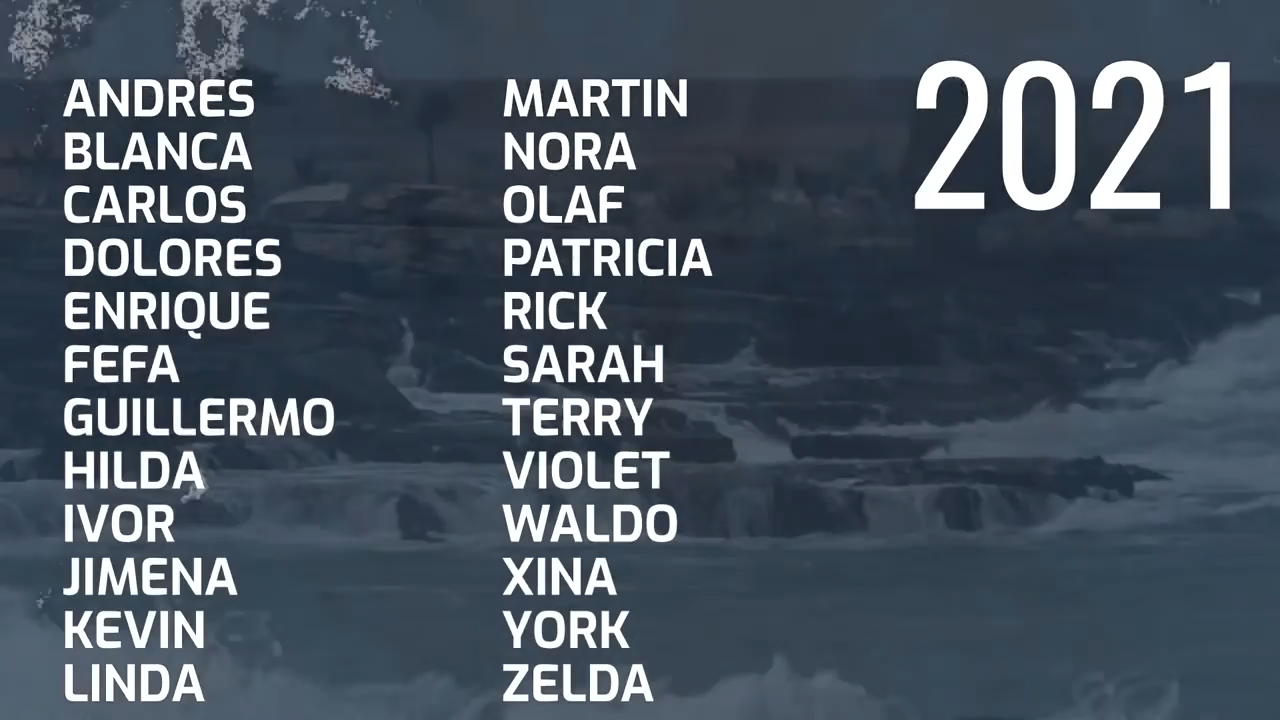 ANDRES
BLANCA
CARLOS
DOLORES
ENRIQUE
FEFA
GUILLERMO
HILDA
IVOR
JIMENA
KEVIN
LINDA
MARTIN
NORA
OLAF
PATRICIA
RICK
SARAH
TERRY
VIOLET
WALDO
XINA
YORK
ZELDA
2021